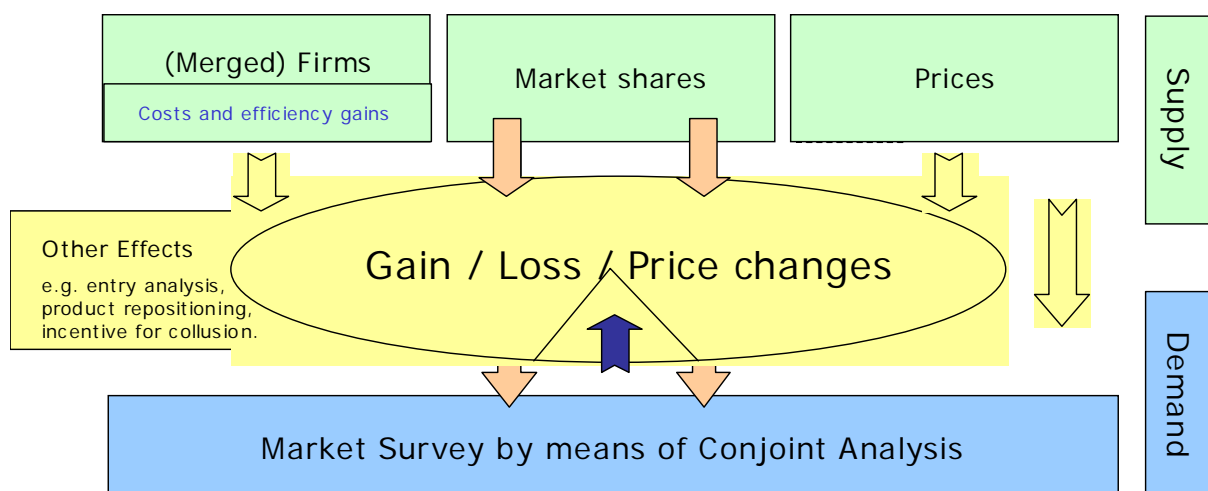 (Merged) Firms
Costs and efficiency gains
Market shares
Prices
Supply
Other Effects
e.g. entry analysis,
product repositioning,
incentive for collusion.
Gain / Loss / Price changes
Demand
Market Survey by means of Conjoint Analysis